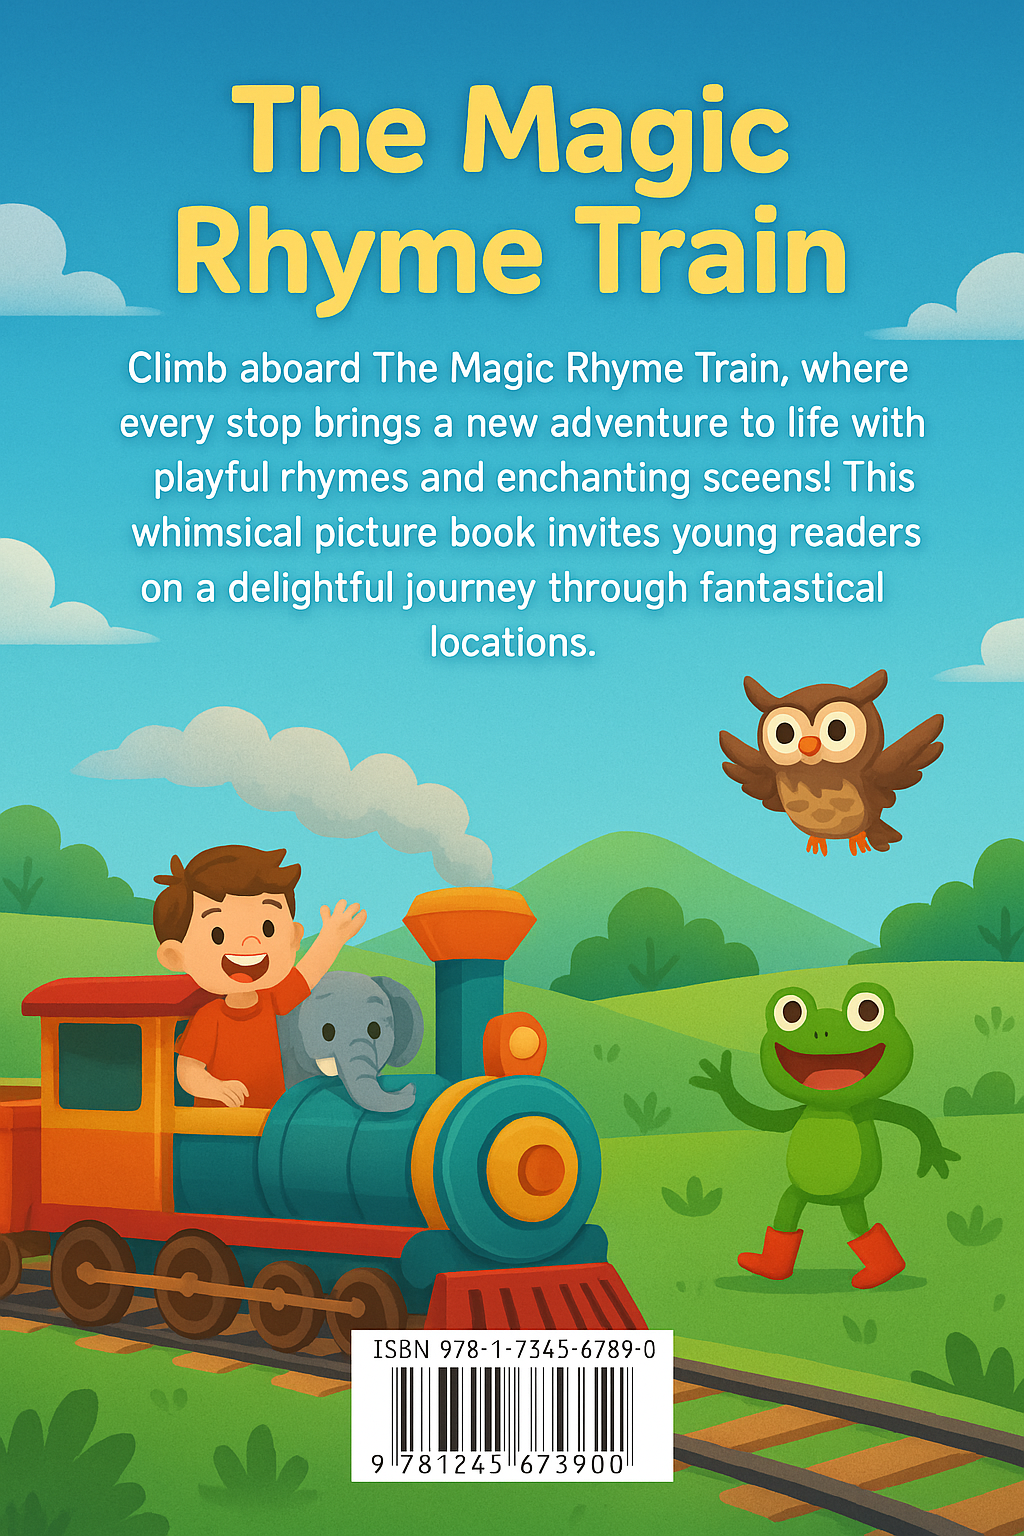 The Magic
Rhyme Train
Climb aboard The Magic Rhyme Train, where
every stop brings a new adventure to life with
playful rhymes and enchanting sceens! This
whimsical picture book invites young readers
on a delightful journey through fantastical
locations.
ISBN 978-1-7345-6789-0
9 781245 673900